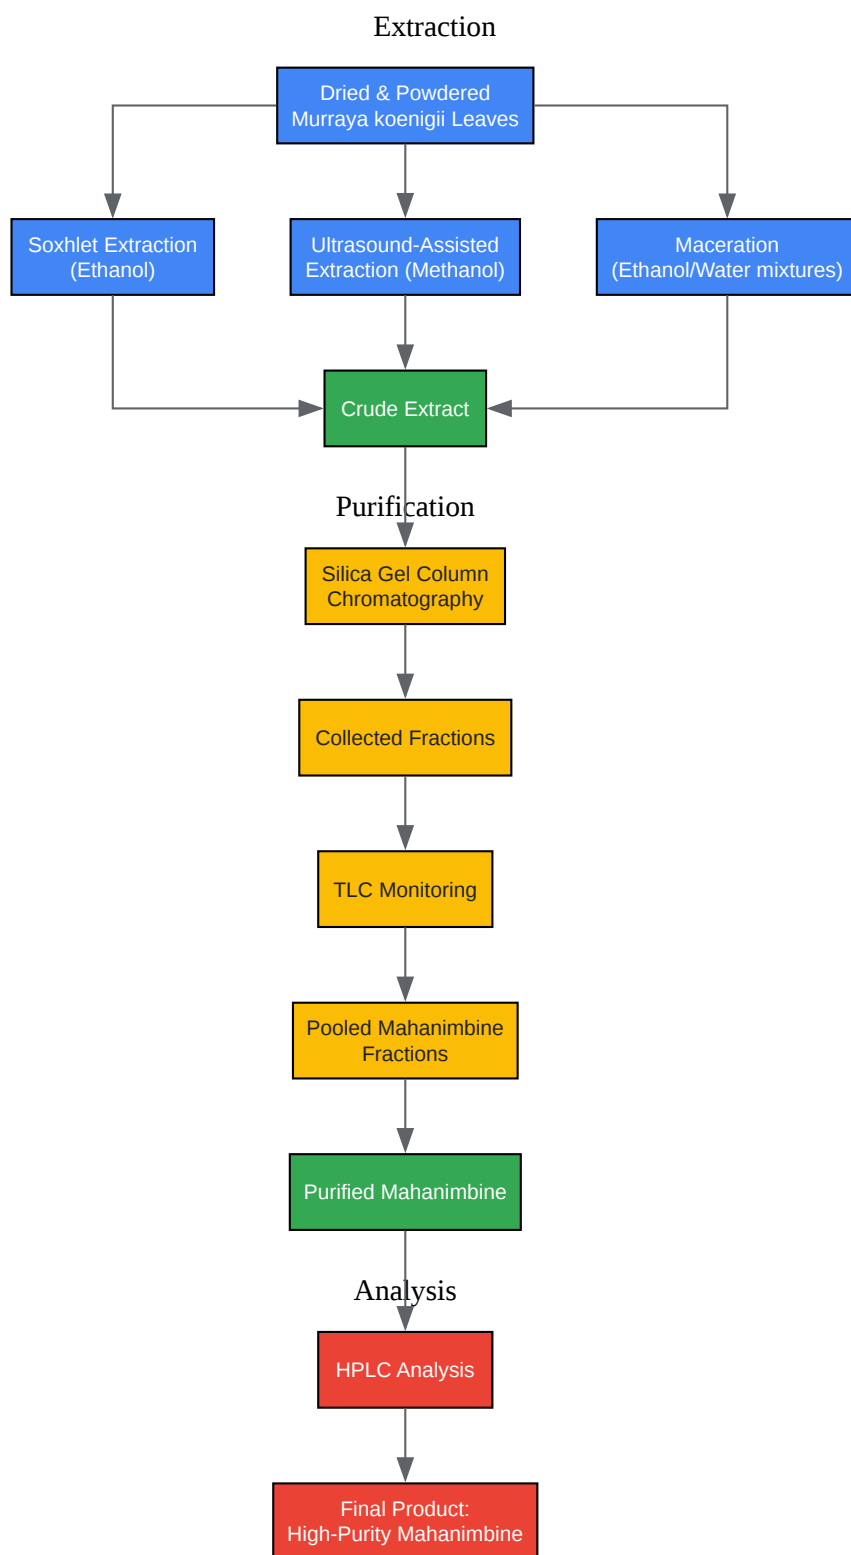 Extraction
Dried & Powdered
Murraya koenigii Leaves
Soxhlet Extraction
(Ethanol)
Ultrasound-Assisted
Extraction (Methanol)
Maceration
(Ethanol/Water mixtures)
Crude Extract
Purification
Silica Gel Column
Chromatography
Collected Fractions
TLC Monitoring
Pooled Mahanimbine
Fractions
Purified Mahanimbine
Analysis
HPLC Analysis
Final Product:
High-Purity Mahanimbine